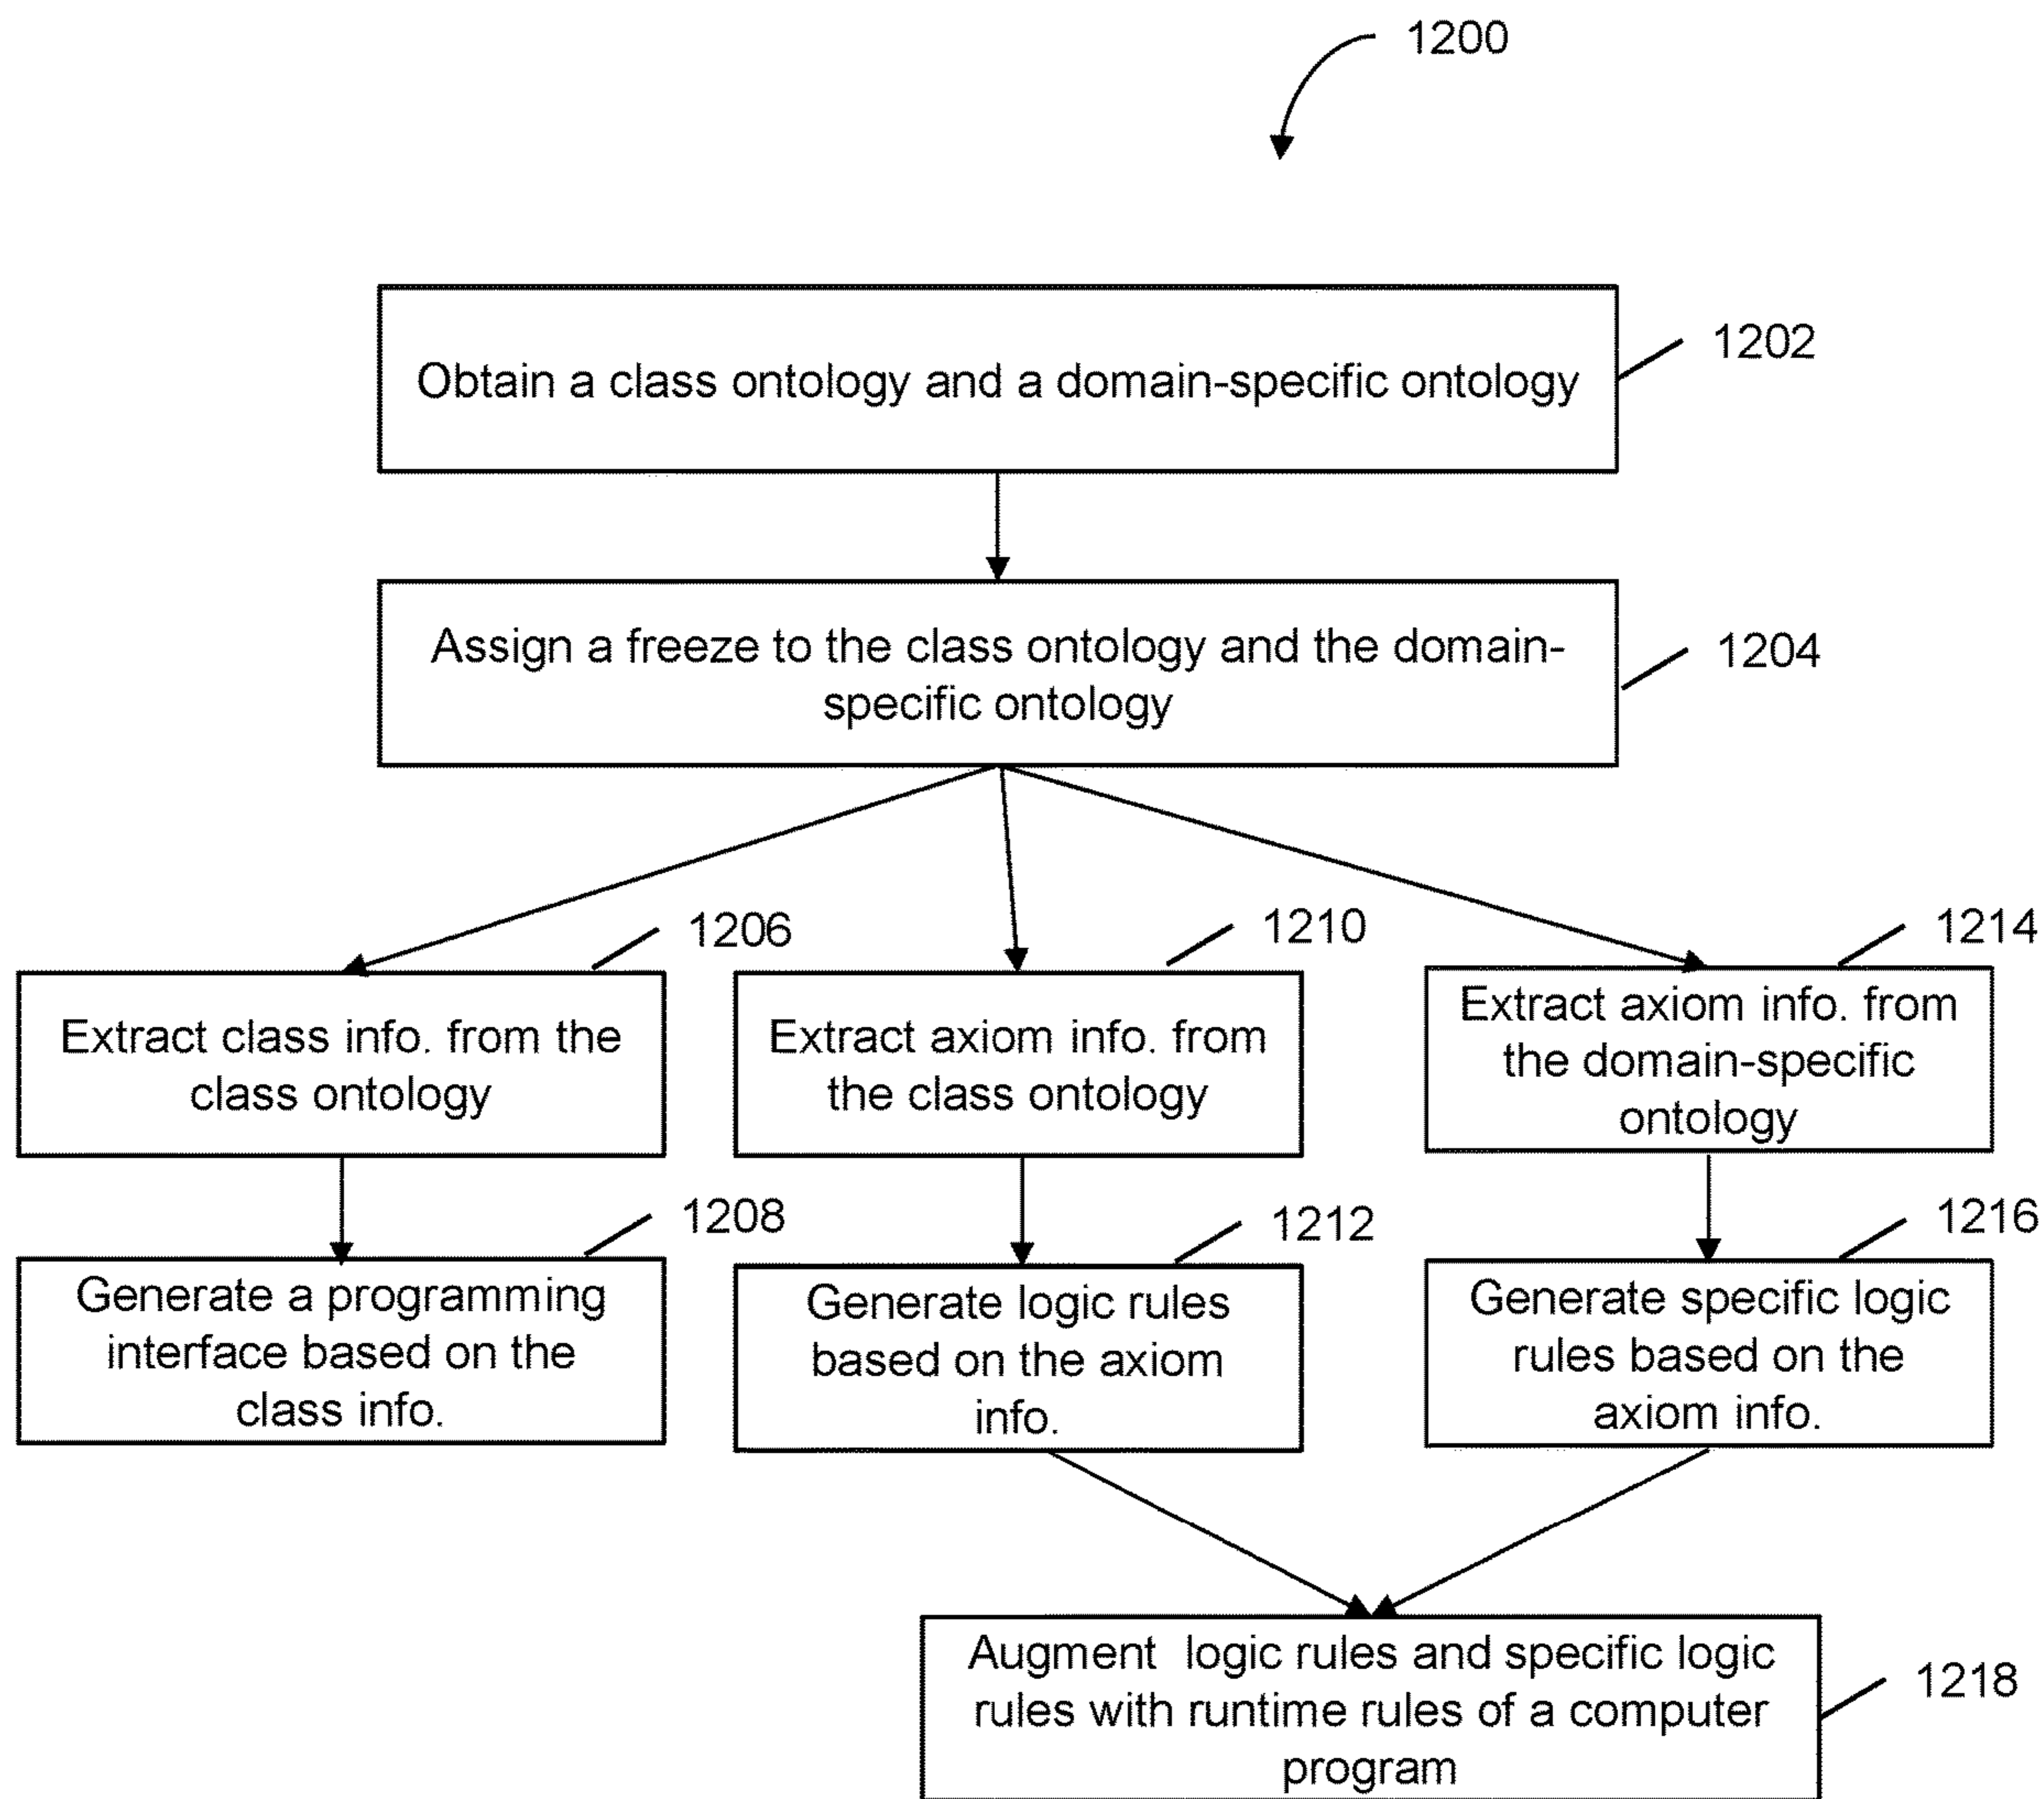 1200
Obtain a class ontology and a domain-specific ontology
1202
Assign a freeze to the class ontology and the domain-
specific ontology
1204
1206
Extract class info. from the
class ontology
1210
Extract axiom info. from
the class ontology
1214
Extract axiom info. from
the domain-specific
ontology
1208
Generate a programming
interface based on the
class info.
1212
Generate logic rules
based on the axiom
info.
1216
Generate specific logic
rules based on the
axiom info.
Augment logic rules and specific logic
rules with runtime rules of a computer
program
1218